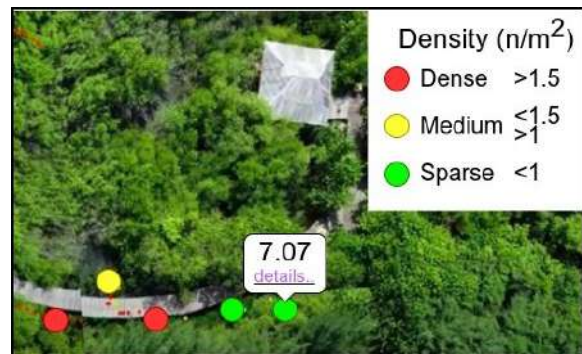 Density (n/m²)
Dense >1.5
Medium <1.5
>1
Sparse <1
7.07
details..